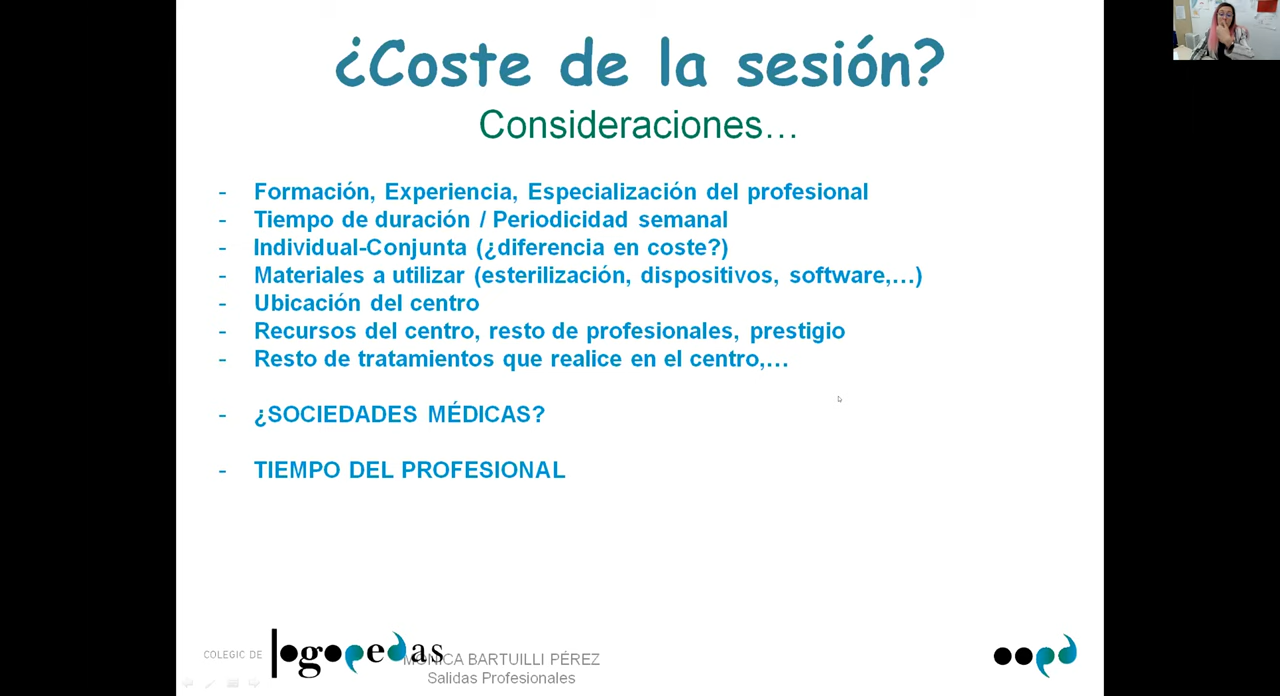 ¿Coste de la sesión?
Consideraciones…
- Formación, Experiencia, Especialización del profesional
- Tiempo de duración / Periodicidad semanal
- Individual-Conjunta (¿diferencia en coste?)
- Materiales a utilizar (esterilización, dispositivos, software,…)
- Ubicación del centro
- Recursos del centro, resto de profesionales, prestigio
- Resto de tratamientos que realice en el centro,…
- ¿SOCIEDADES MÉDICAS?
- TIEMPO DEL PROFESIONAL
COLEGIC DE logopedas
MÓNICA BARTUILLI PÉREZ
Salidas Profesionales